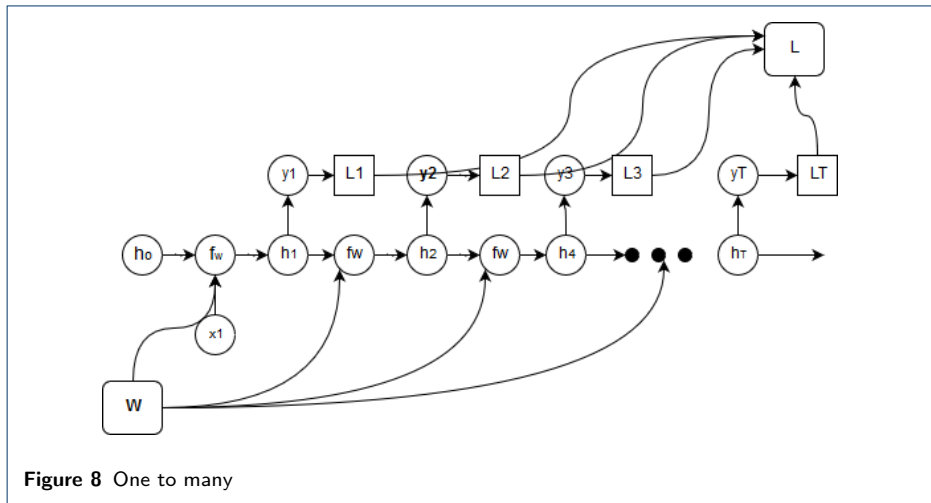 L
y1 L1 y2 L2 y3 L3 yT LT
h0 fw h1 fw h2 fw h4 hT
x1
W
Figure 8 One to many